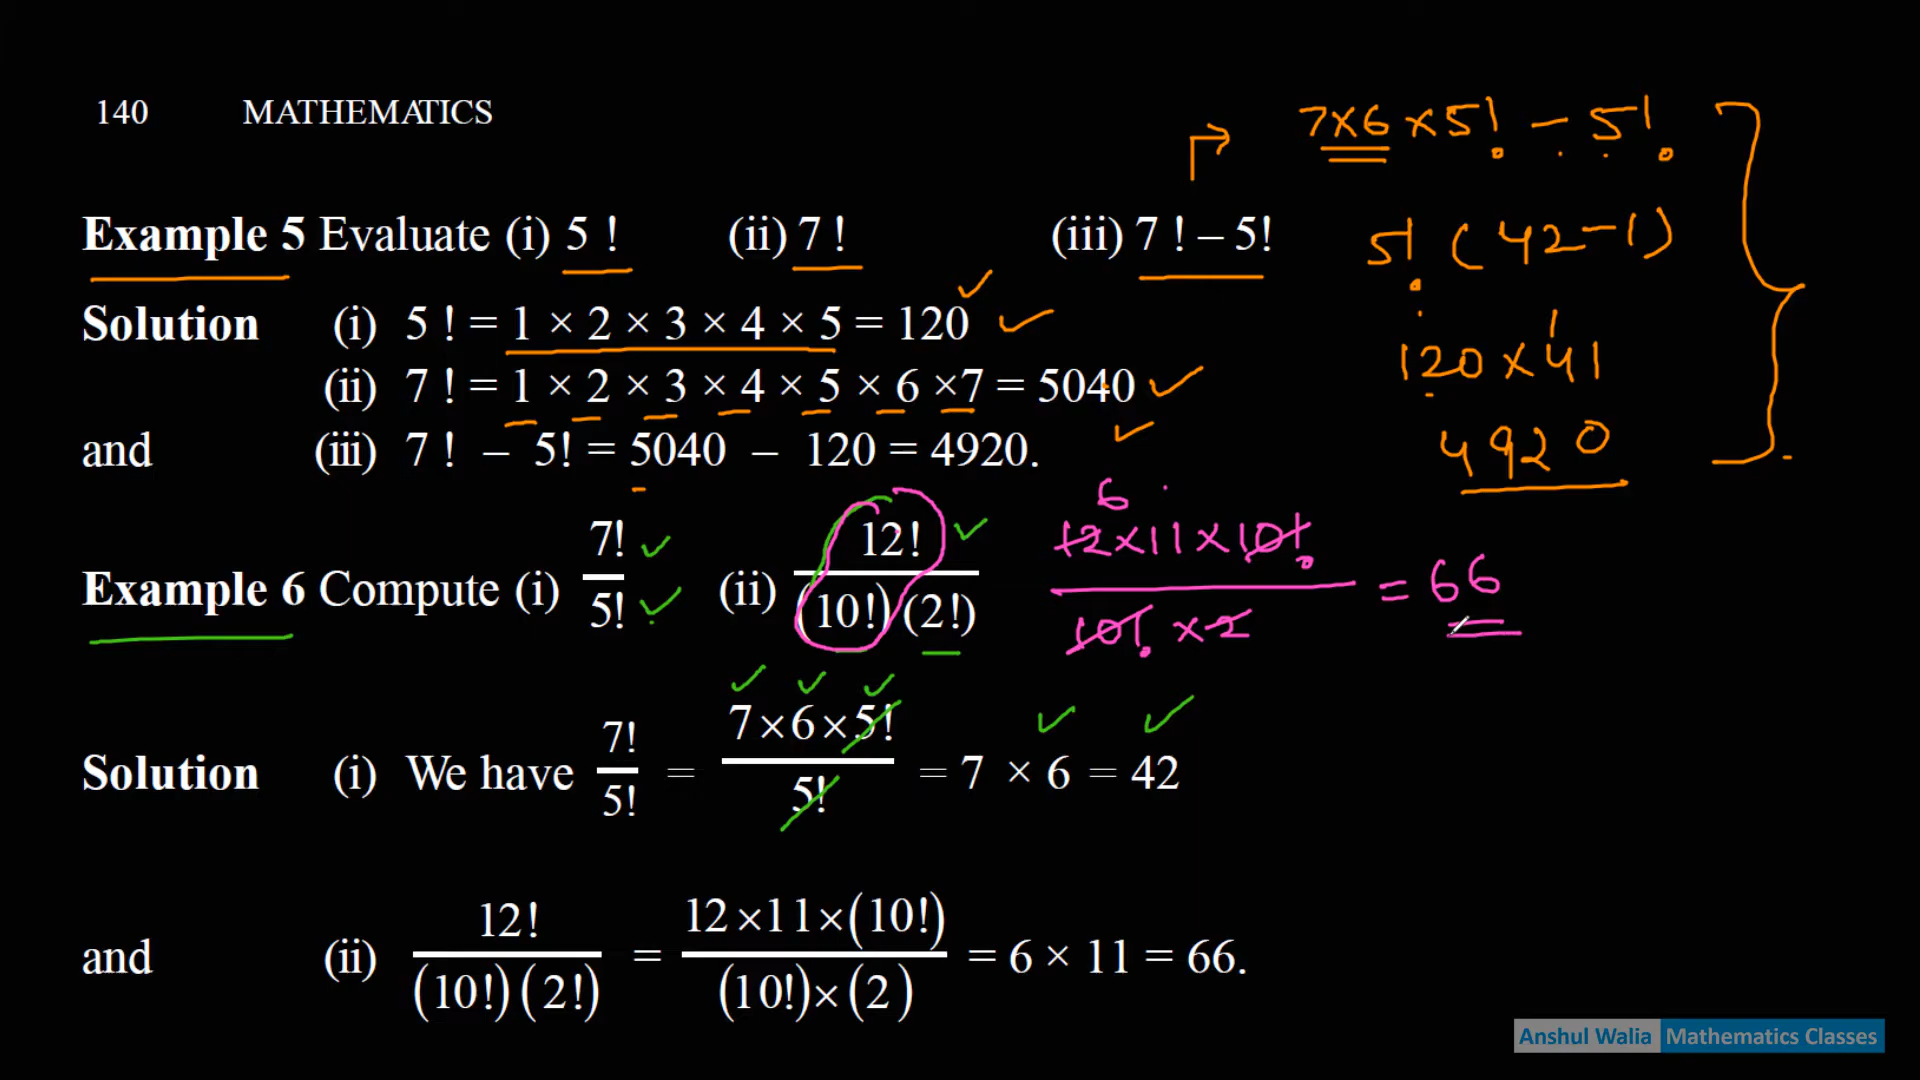 140 MATHEMATICS
7×6×5! – 5!
Example 5 Evaluate (i) 5 ! (ii) 7 ! (iii) 7 ! – 5!
5! (42–1)
Solution (i) 5 ! = 1 × 2 × 3 × 4 × 5 = 120
120×41
(ii) 7 ! = 1 × 2 × 3 × 4 × 5 × 6 ×7 = 5040
and (iii) 7 ! – 5! = 5040 – 120 = 4920.
4920
Example 6 Compute (i) 7!/5! (ii) 12!/(10!)(2!)
6
12×11×10!/10!×2 = 66
Solution (i) We have 7!/5! = 7×6×5!/5! = 7 × 6 = 42
and (ii) 12!/(10!)(2!) = 12×11×(10!)/(10!)×(2) = 6 × 11 = 66.
Anshul Walia Mathematics Classes